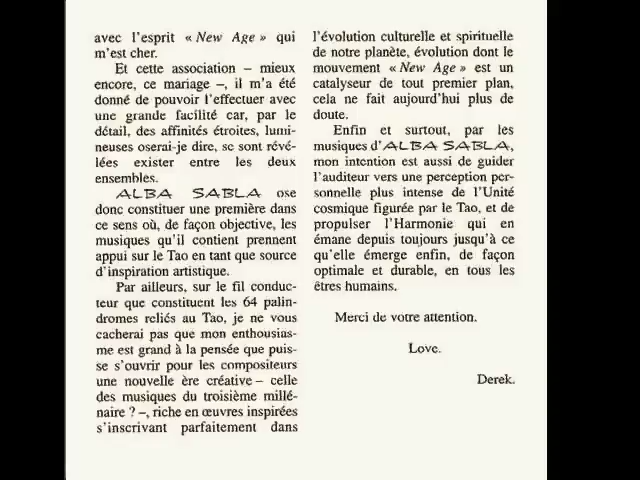 avec l'esprit « New Age » qui
m'est cher.
Et cette association – mieux
encore, ce mariage –, il m'a été
donné de pouvoir l'effectuer avec
une grande facilité car, par le
détail, des affinités étroites, lumi-
neuses oserai-je dire, se sont révé-
lées exister entre les deux
ensembles.
ALBA SABLA ose
donc constituer une première dans
ce sens où, de façon objective, les
musiques qu'il contient prennent
appui sur le Tao en tant que source
d'inspiration artistique.
Par ailleurs, sur le fil conduc-
teur que constituent les 64 palin-
dromes reliés au Tao, je ne vous
cacherai pas que mon enthousias-
me est grand à la pensée que puis-
se s'ouvrir pour les compositeurs
une nouvelle ère créative – celle
des musiques du troisième millé-
naire ? –, riche en œuvres inspirées
s'inscrivant parfaitement dans
l'évolution culturelle et spirituelle
de notre planète, évolution dont le
mouvement « New Age » est un
catalyseur de tout premier plan,
cela ne fait aujourd'hui plus de
doute.
Enfin et surtout, par les
musiques d'ALBA SABLA,
mon intention est aussi de guider
l'auditeur vers une perception per-
sonnelle plus intense de l'Unité
cosmique figurée par le Tao, et de
propulser l'Harmonie qui en
émane depuis toujours jusqu'à ce
qu'elle émerge enfin, de façon
optimale et durable, en tous les
êtres humains.
Merci de votre attention.
Love.
Derek.